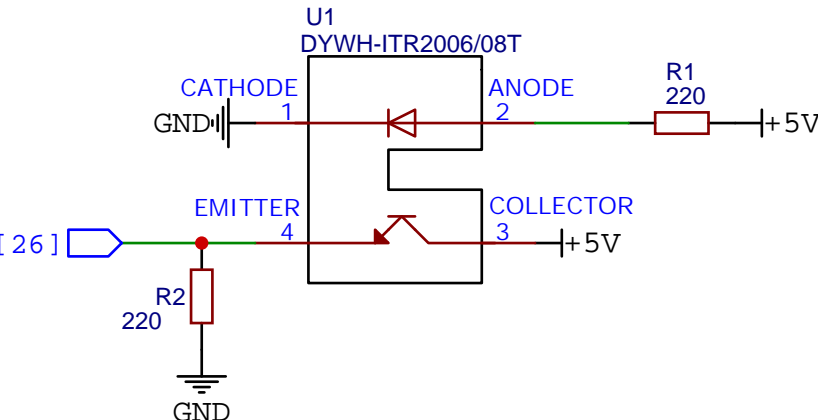 U1
DYWH-ITR2006/08T
CATHODE
1
ANODE
2
R1
220
GND
+5V
EMITTER
4
COLLECTOR
3
[26]
+5V
R2
220
GND